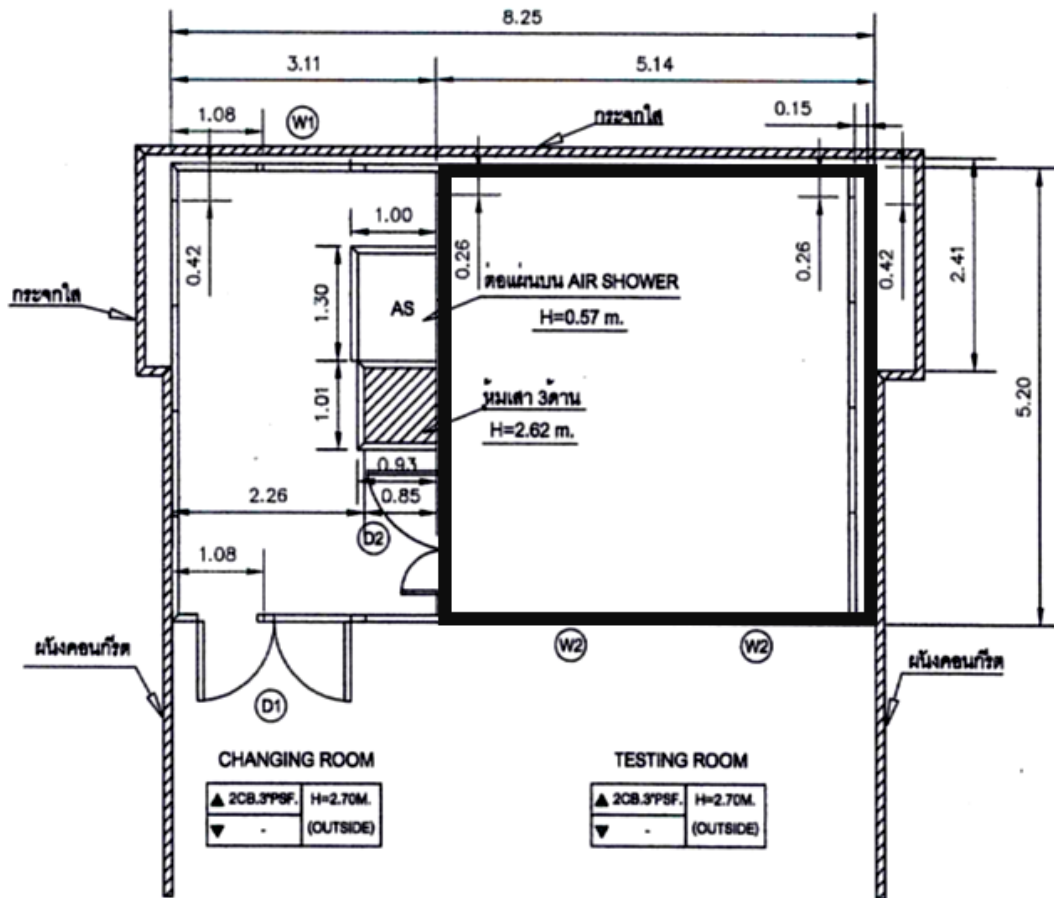 8.25
3.11
5.14
1.08
W1
กระจกใส
0.15
1.00
0.42
0.26
0.26
0.42
2.41
กระจกใส
1.30
AS
ต่อแผ่นบน AIR SHOWER
H=0.57 m.
5.20
1.01
หุ้มเสา 3ด้าน
H=2.62 m.
0.93
2.26
0.85
D2
1.08
ผนังคอนกรีต
W2
W2
ผนังคอนกรีต
D1
CHANGING ROOM
▲ 2CB.3"PSF. H=2.70M.
▼ - (OUTSIDE)
TESTING ROOM
▲ 2CB.3"PSF. H=2.70M.
▼ - (OUTSIDE)